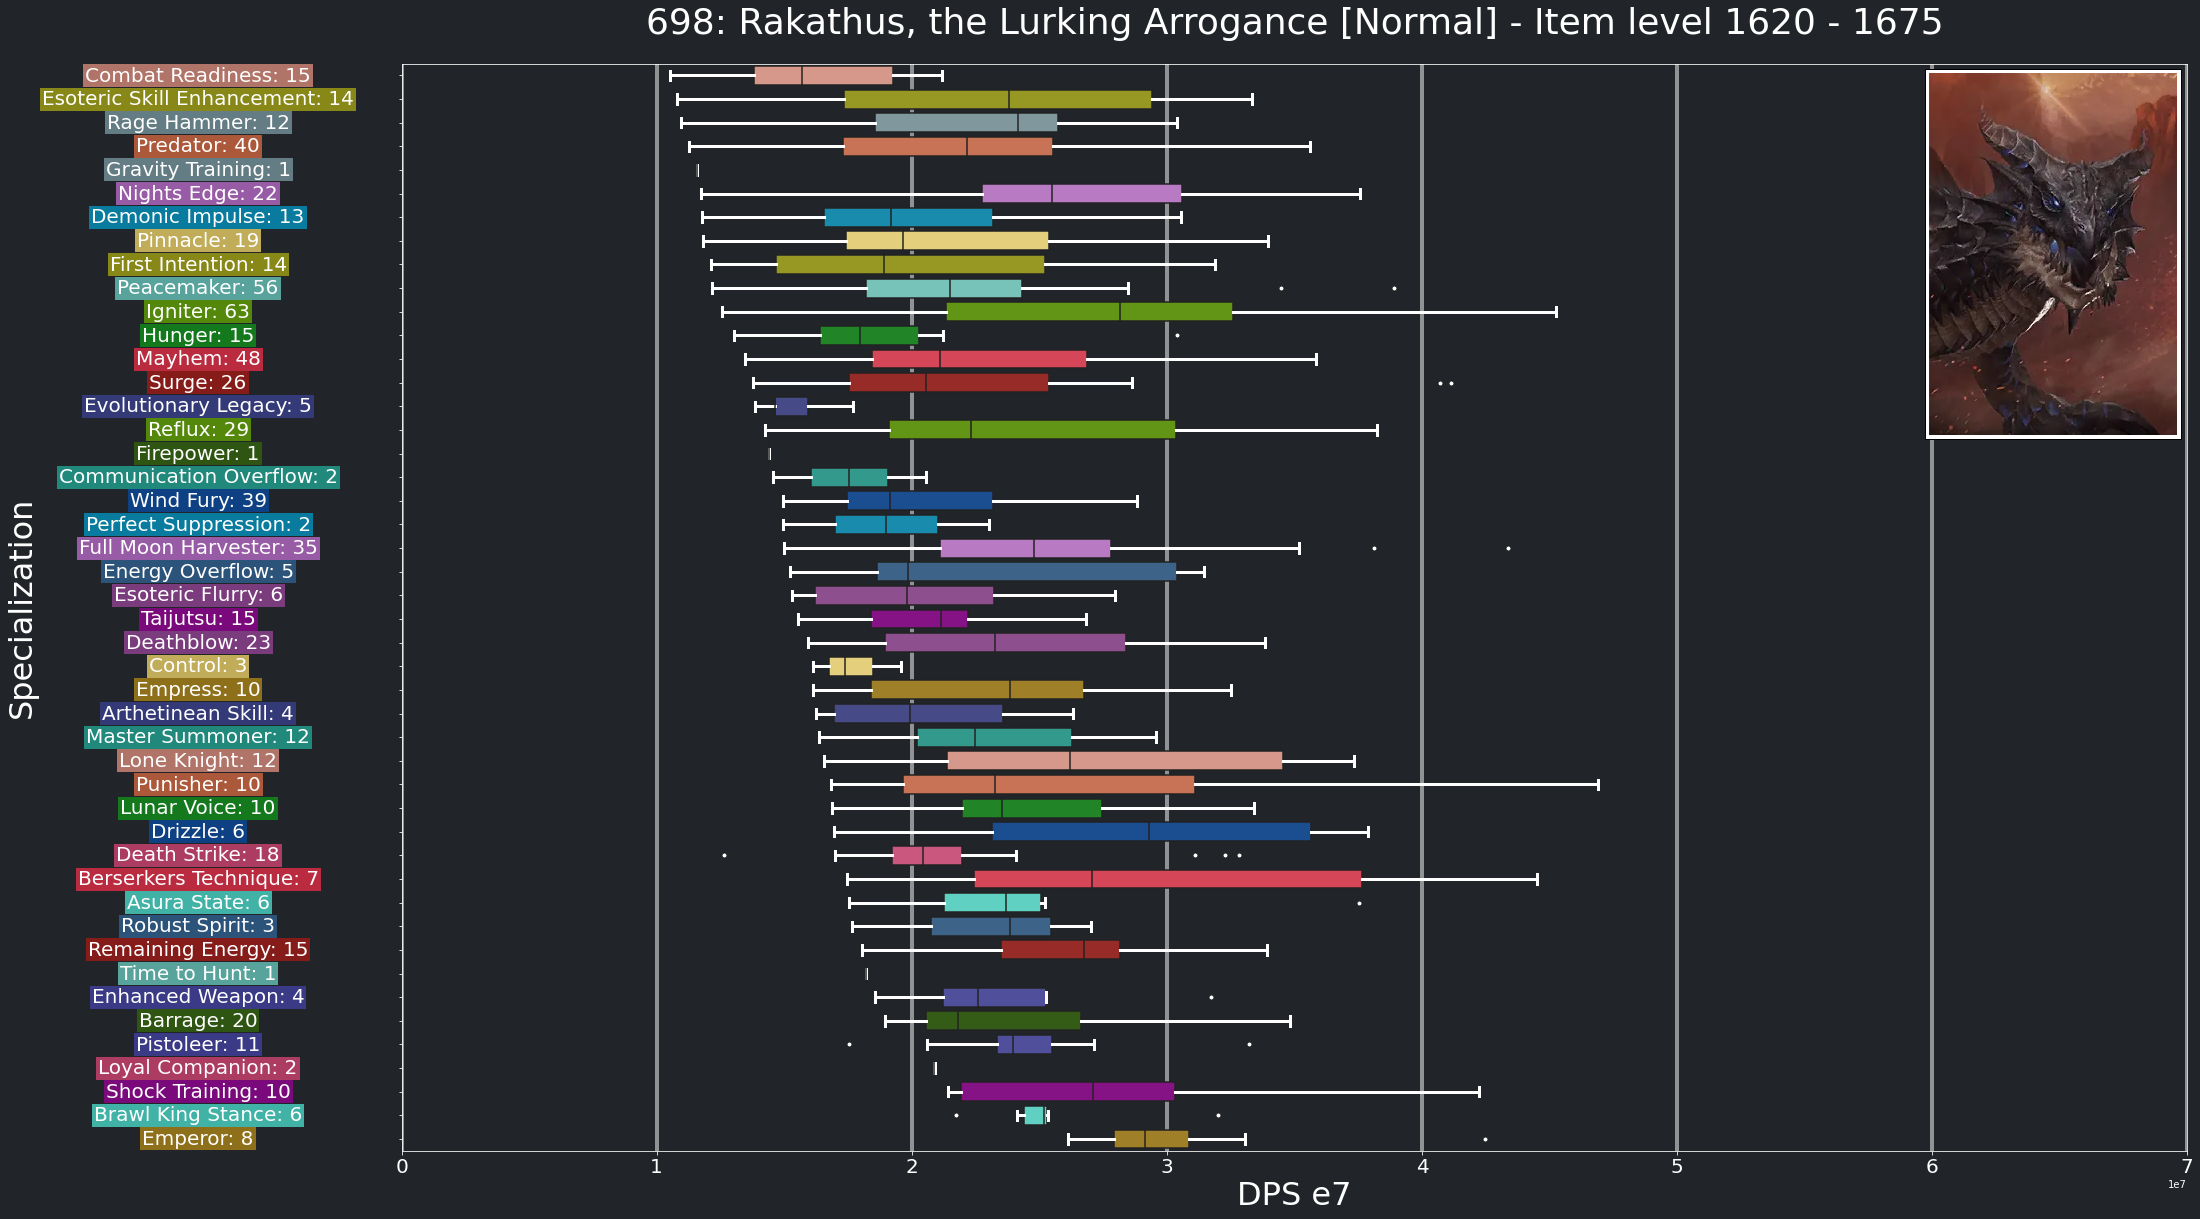 698: Rakathus, the Lurking Arrogance [Normal] - Item level 1620 - 1675
Combat Readiness: 15
Esoteric Skill Enhancement: 14
Rage Hammer: 12
Predator: 40
Gravity Training: 1
Nights Edge: 22
Demonic Impulse: 13
Pinnacle: 19
First Intention: 14
Peacemaker: 56
Igniter: 63
Hunger: 15
Mayhem: 48
Surge: 26
Evolutionary Legacy: 5
Reflux: 29
Firepower: 1
Communication Overflow: 2
Wind Fury: 39
Perfect Suppression: 2
Full Moon Harvester: 35
Energy Overflow: 5
Esoteric Flurry: 6
Taijutsu: 15
Deathblow: 23
Control: 3
Empress: 10
Arthetinean Skill: 4
Master Summoner: 12
Lone Knight: 12
Punisher: 10
Lunar Voice: 10
Drizzle: 6
Death Strike: 18
Berserkers Technique: 7
Asura State: 6
Robust Spirit: 3
Remaining Energy: 15
Time to Hunt: 1
Enhanced Weapon: 4
Barrage: 20
Pistoleer: 11
Loyal Companion: 2
Shock Training: 10
Brawl King Stance: 6
Emperor: 8
Specialization
0 1 2 3 4 5 6 7
DPS e7
1e7